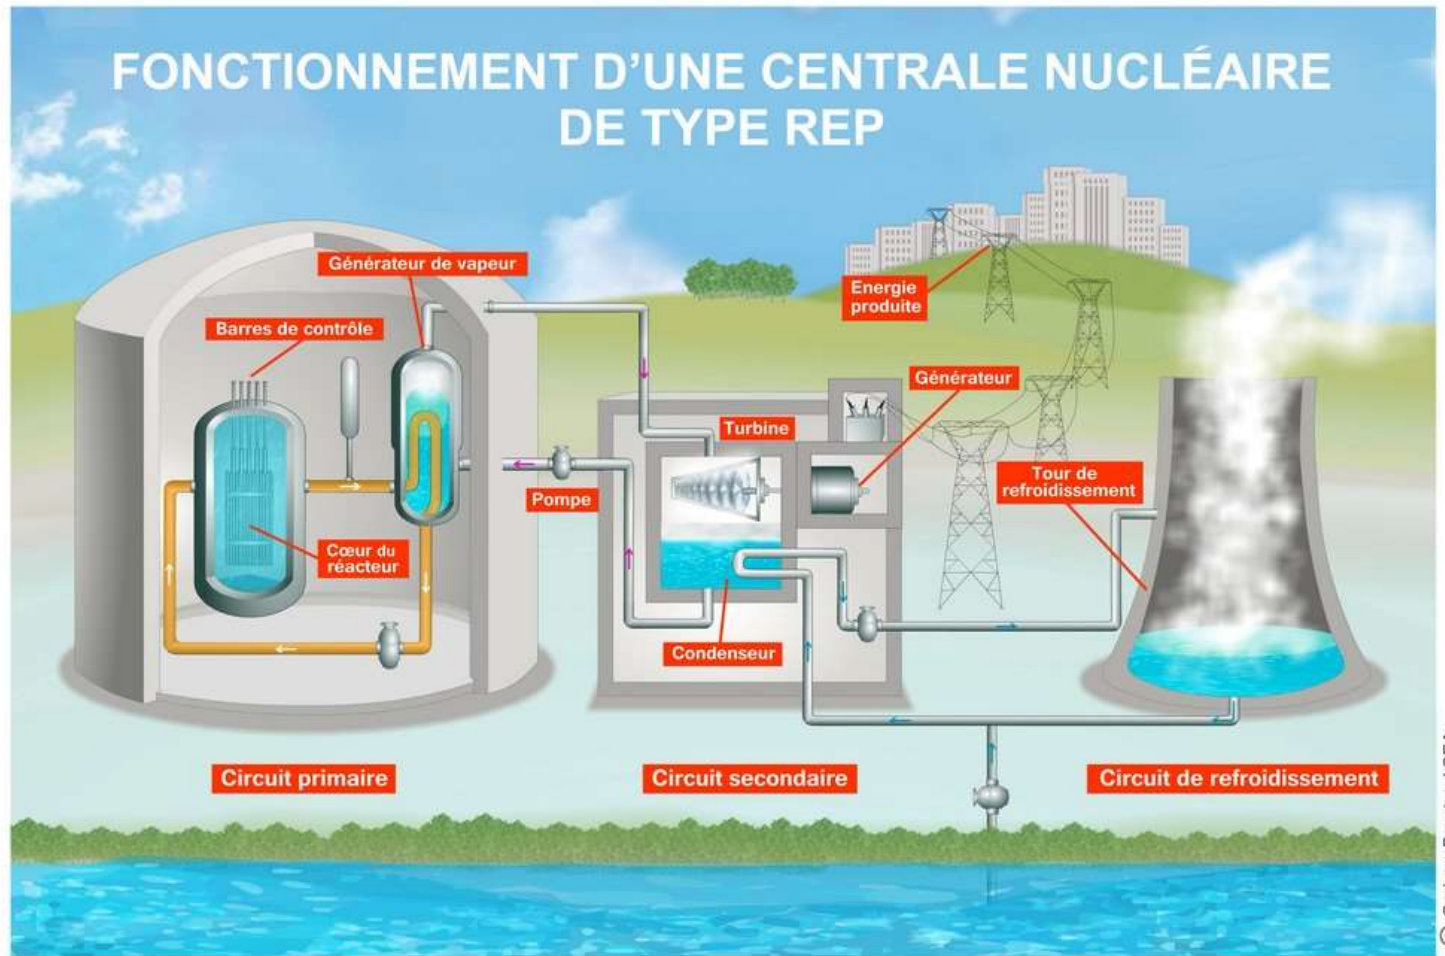 FONCTIONNEMENT D'UNE CENTRALE NUCLÉAIRE
DE TYPE REP
Générateur de vapeur
Barres de contrôle
Energie
produite
Générateur
Turbine
Tour de
refroidissement
Pompe
Cœur du
réacteur
Condenseur
Circuit primaire
Circuit secondaire
Circuit de refroidissement